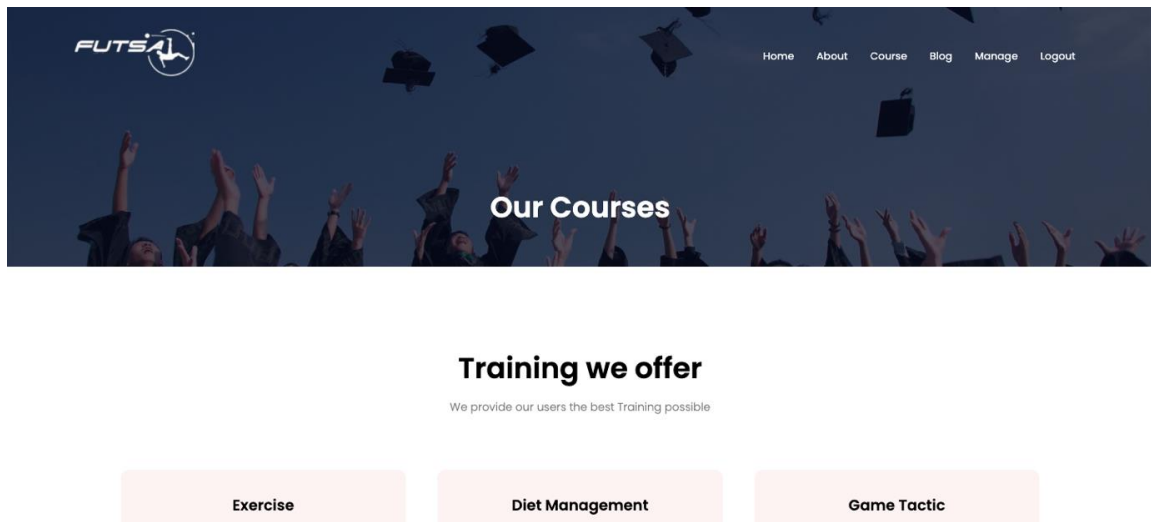 FUTSAL
Home About Course Blog Manage Logout
Our Courses
Training we offer
We provide our users the best Training possible
Exercise Diet Management Game Tactic